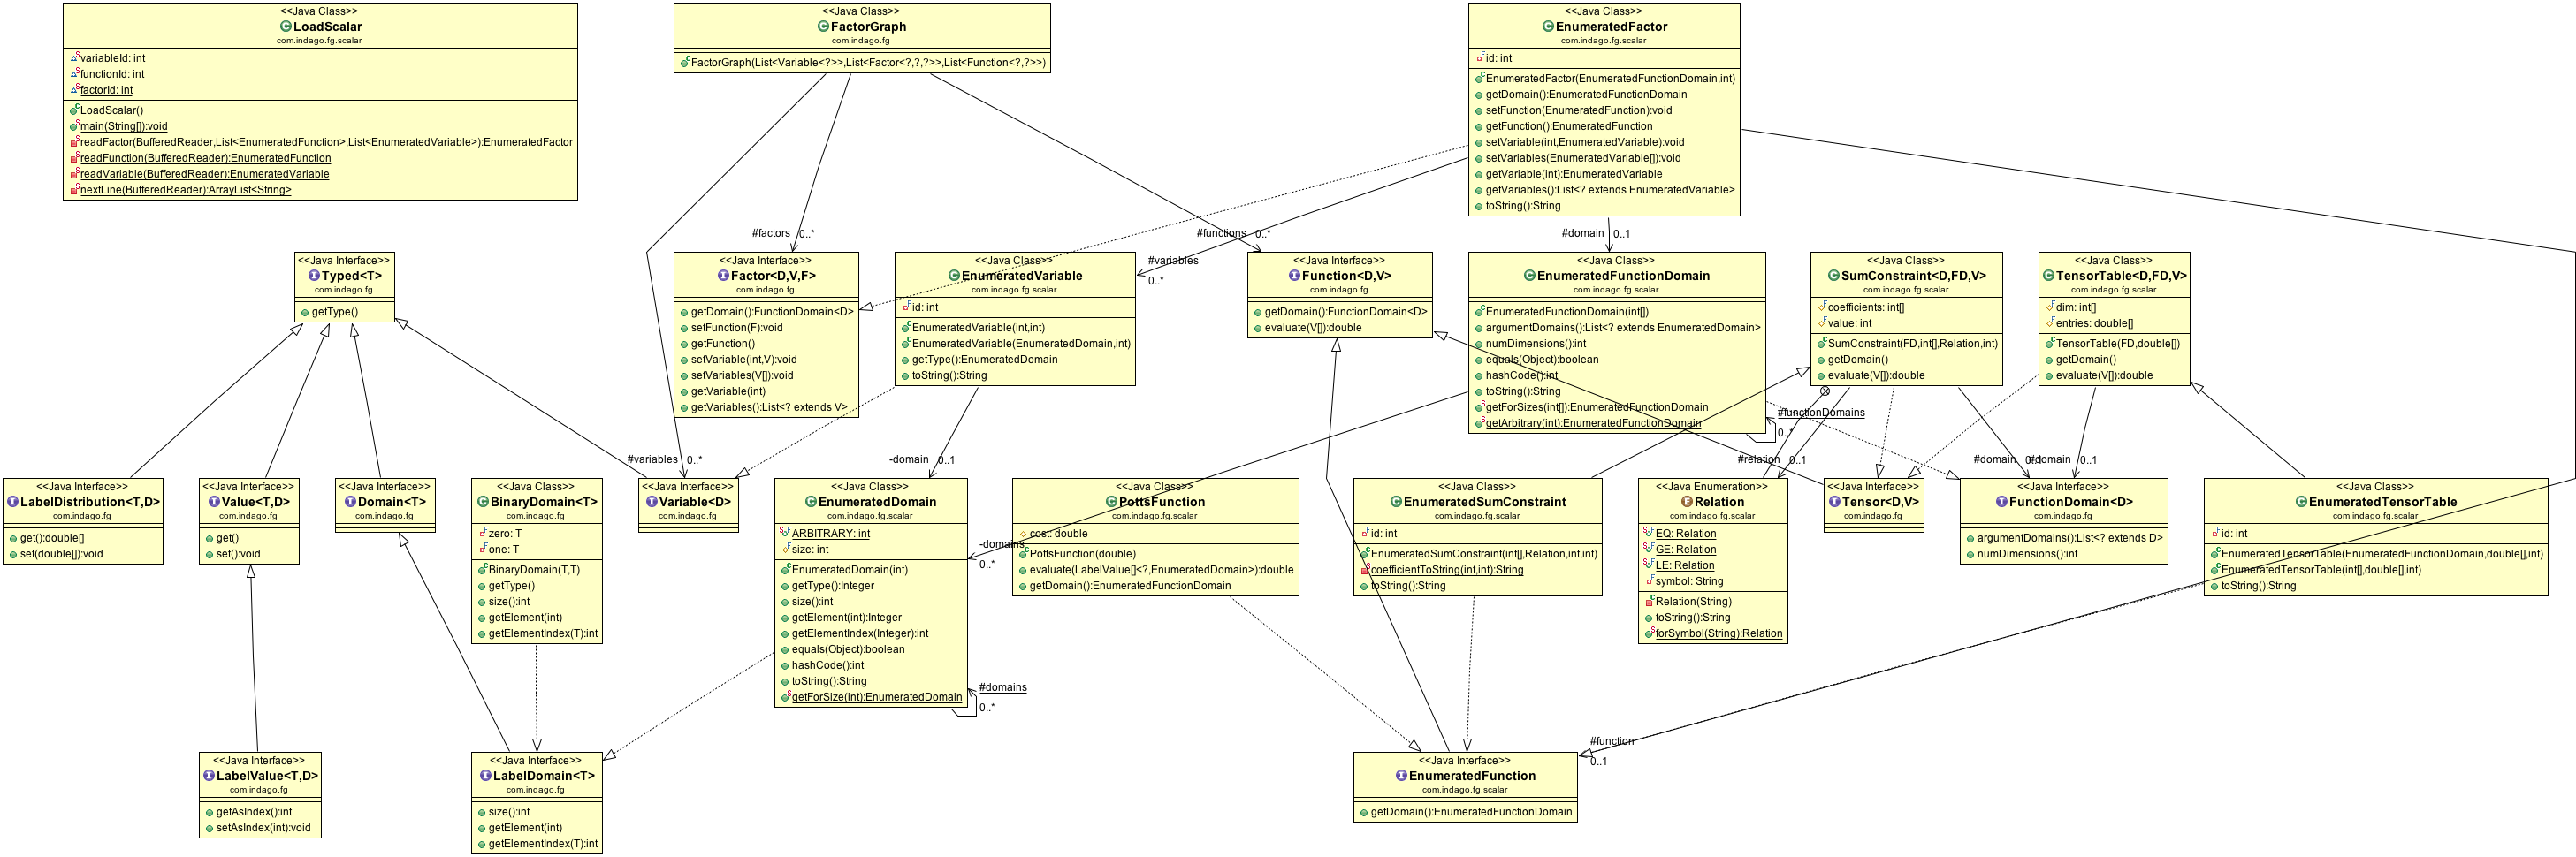 <<Java Class>>
LoadScalar
com.indago.fg.scalar
variableId: int
functionId: int
factorId: int
LoadScalar()
main(String[]):void
readFactor(BufferedReader,List<EnumeratedFunction>,List<EnumeratedVariable>):EnumeratedFactor
readFunction(BufferedReader):EnumeratedFunction
readVariable(BufferedReader):EnumeratedVariable
nextLine(BufferedReader):ArrayList<String>
<<Java Class>>
FactorGraph
com.indago.fg
FactorGraph(List<Variable<?>>,List<Factor<?,?,?>>,List<Function<?,?>>)
<<Java Class>>
EnumeratedFactor
com.indago.fg.scalar
id: int
EnumeratedFactor(EnumeratedFunctionDomain,int)
getDomain():EnumeratedFunctionDomain
setFunction(EnumeratedFunction):void
getFunction():EnumeratedFunction
setVariable(int,EnumeratedVariable):void
setVariables(EnumeratedVariable[]):void
getVariable(int):EnumeratedVariable
getVariables():List<? extends EnumeratedVariable>
toString():String
#factors 0..*
#functions 0..*
#domain 0..1
#variables
0..*
<<Java Interface>>
Typed<T>
com.indago.fg
getType()
<<Java Interface>>
Factor<D,V,F>
com.indago.fg
getDomain():FunctionDomain<D>
setFunction(F):void
getFunction()
setVariable(int,V):void
setVariables(V[]):void
getVariable(int)
getVariables():List<? extends V>
<<Java Class>>
EnumeratedVariable
com.indago.fg.scalar
id: int
EnumeratedVariable(int,int)
EnumeratedVariable(EnumeratedDomain,int)
getType():EnumeratedDomain
toString():String
<<Java Interface>>
Function<D,V>
com.indago.fg
getDomain():FunctionDomain<D>
evaluate(V[]):double
<<Java Class>>
EnumeratedFunctionDomain
com.indago.fg.scalar
EnumeratedFunctionDomain(int[])
argumentDomains():List<? extends EnumeratedDomain>
numDimensions():int
equals(Object):boolean
hashCode():int
toString():String
getForSizes(int[]):EnumeratedFunctionDomain
getArbitrary(int):EnumeratedFunctionDomain
#functionDomains
0..*
<<Java Class>>
SumConstraint<D,FD,V>
com.indago.fg.scalar
coefficients: int[]
value: int
SumConstraint(FD,int[],Relation,int)
getDomain()
evaluate(V[]):double
<<Java Class>>
TensorTable<D,FD,V>
com.indago.fg.scalar
dim: int[]
entries: double[]
TensorTable(FD,double[])
getDomain()
evaluate(V[]):double
#variables 0..*
-domain 0..1
#relation 0..1
#domain 0..1
#domain 0..1
<<Java Interface>>
LabelDistribution<T,D>
com.indago.fg
get():double[]
set(double[]):void
<<Java Interface>>
Value<T,D>
com.indago.fg
get()
set():void
<<Java Interface>>
Domain<T>
com.indago.fg
<<Java Class>>
BinaryDomain<T>
com.indago.fg
zero: T
one: T
BinaryDomain(T,T)
getType()
size():int
getElement(int)
getElementIndex(T):int
<<Java Interface>>
Variable<D>
com.indago.fg
<<Java Class>>
EnumeratedDomain
com.indago.fg.scalar
ARBITRARY: int
size: int
EnumeratedDomain(int)
getType():Integer
size():int
getElement(int):Integer
getElementIndex(Integer):int
equals(Object):boolean
hashCode():int
toString():String
getForSize(int):EnumeratedDomain
-domains
0..*
#domains
0..*
<<Java Class>>
PottsFunction
com.indago.fg.scalar
cost: double
PottsFunction(double)
evaluate(LabelValue[]<?,EnumeratedDomain>):double
getDomain():EnumeratedFunctionDomain
<<Java Class>>
EnumeratedSumConstraint
com.indago.fg.scalar
id: int
EnumeratedSumConstraint(int[],Relation,int,int)
coefficientToString(int,int):String
toString():String
<<Java Enumeration>>
Relation
com.indago.fg.scalar
EQ: Relation
GE: Relation
LE: Relation
symbol: String
Relation(String)
toString():String
forSymbol(String):Relation
<<Java Interface>>
Tensor<D,V>
com.indago.fg
<<Java Interface>>
FunctionDomain<D>
com.indago.fg
argumentDomains():List<? extends D>
numDimensions():int
<<Java Class>>
EnumeratedTensorTable
com.indago.fg.scalar
id: int
EnumeratedTensorTable(EnumeratedFunctionDomain,double[],int)
EnumeratedTensorTable(int[],double[],int)
toString():String
<<Java Interface>>
LabelValue<T,D>
com.indago.fg
getAsIndex():int
setAsIndex(int):void
<<Java Interface>>
LabelDomain<T>
com.indago.fg
size():int
getElement(int)
getElementIndex(T):int
#function
0..1
<<Java Interface>>
EnumeratedFunction
com.indago.fg.scalar
getDomain():EnumeratedFunctionDomain